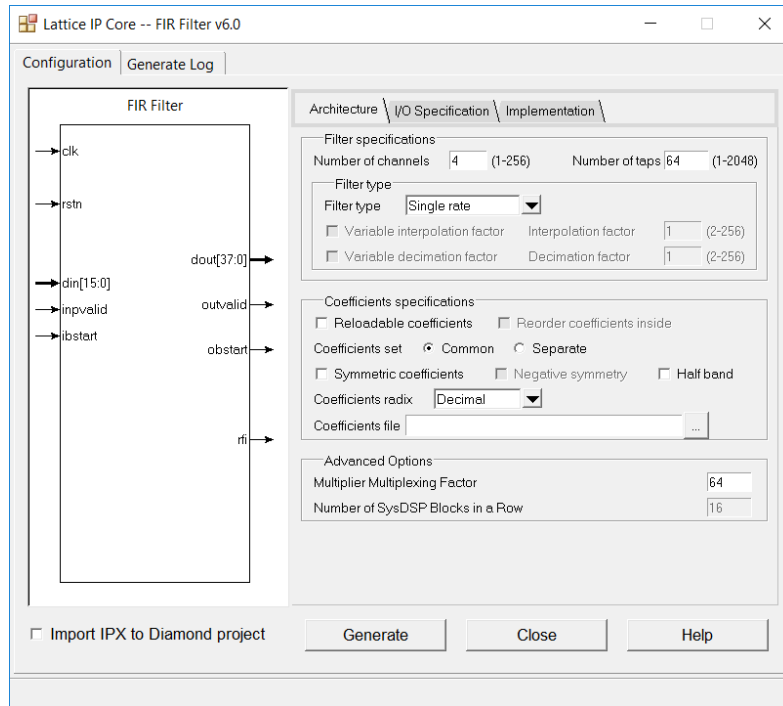 Lattice IP Core -- FIR Filter v6.0
Configuration Generate Log
FIR Filter
clk
rstn
din[15:0]
inpvalid
ibstart
dout[37:0]
outvalid
obstart
rfi
Architecture I/O Specification Implementation
Filter specifications
Number of channels 4 (1-256) Number of taps 64 (1-2048)
Filter type
Filter type Single rate
Variable interpolation factor Interpolation factor 1 (2-256)
Variable decimation factor Decimation factor 1 (2-256)
Coefficients specifications
Reloadable coefficients Reorder coefficients inside
Coefficients set Common Separate
Symmetric coefficients Negative symmetry Half band
Coefficients radix Decimal
Coefficients file ...
Advanced Options
Multiplier Multiplexing Factor 64
Number of SysDSP Blocks in a Row 16
Import IPX to Diamond project Generate Close Help